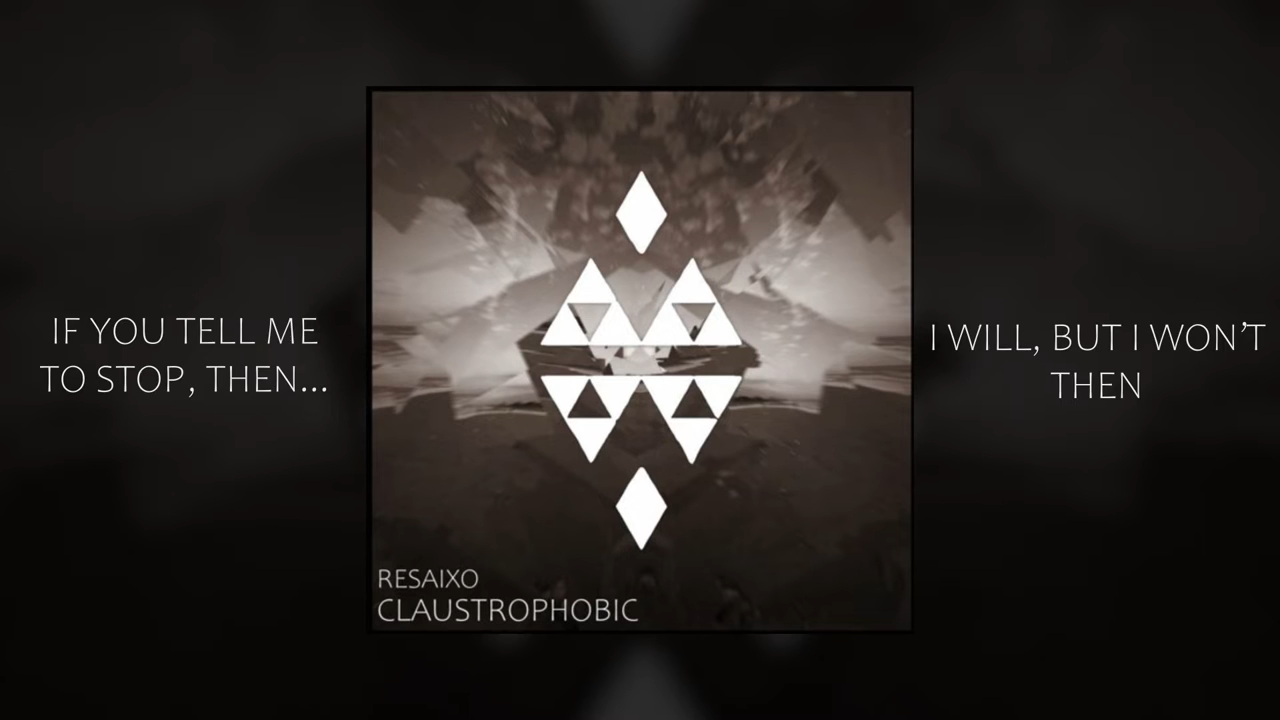 IF YOU TELL ME
TO STOP, THEN...
I WILL, BUT I WON’T
THEN
RESAIXO
CLAUSTROPHOBIC